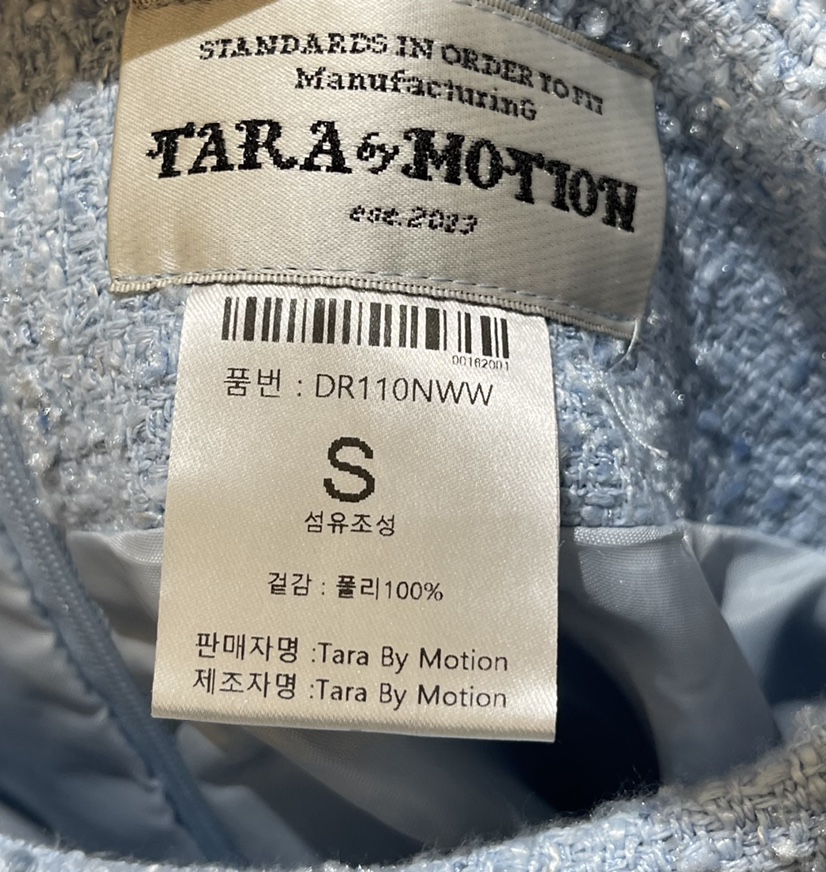 STANDARDS IN ORDER TO FIT
ManufacturinG
TARA by MOTION
est.2013
00162001
품번 : DR110NWW
S
섬유조성
겉감 : 폴리100%
판매자명 :Tara By Motion
제조자명 :Tara By Motion